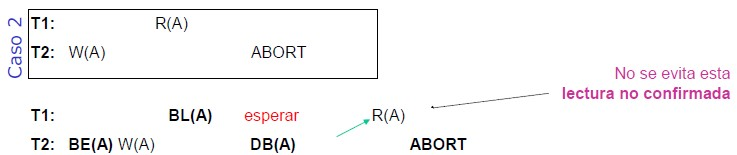 Caso 2
T1: R(A)
T2: W(A) ABORT
No se evita esta
lectura no confirmada
T1: BL(A) esperar R(A)
T2: BE(A) W(A) DB(A) ABORT